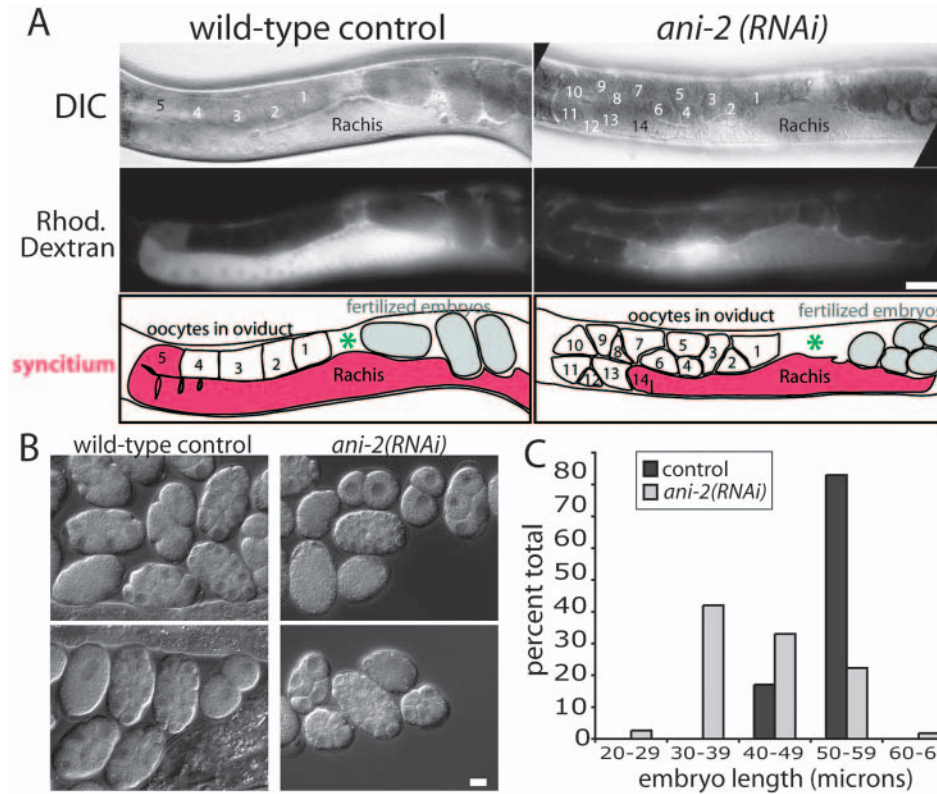 A
wild-type control
ani-2 (RNAi)
DIC
5 4 3 2 1
Rachis
10 9 8 7 5 3 1
11 12 13 14 6 4 2
Rachis
Rhod.
Dextran
syncitium
oocytes in oviduct
fertilized embryos
*
5 4 3 2 1
Rachis
oocytes in oviduct
fertilized embryos
*
10 9 8 7 5 3 1
11 12 13 14 6 4 2
Rachis
B
wild-type control
ani-2(RNAi)
C
control
ani-2(RNAi)
percent total
80
70
60
50
40
30
20
10
0
20-29 30-39 40-49 50-59 60-6
embryo length (microns)